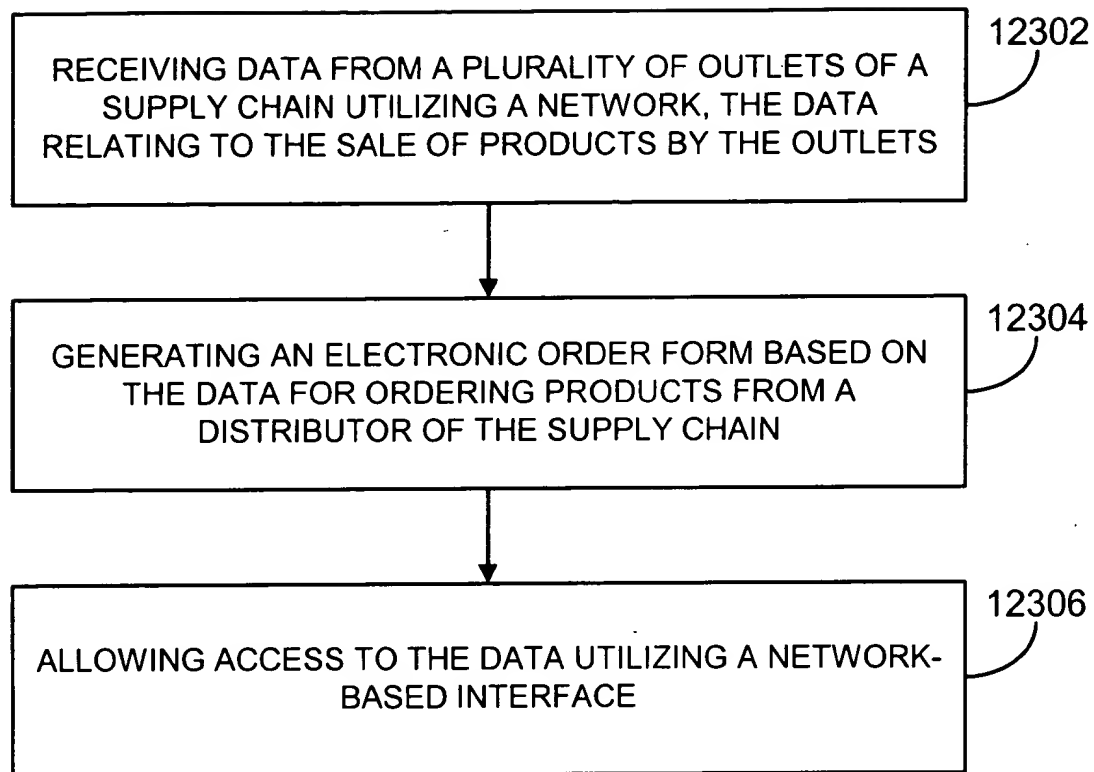 12302
RECEIVING DATA FROM A PLURALITY OF OUTLETS OF A
SUPPLY CHAIN UTILIZING A NETWORK, THE DATA
RELATING TO THE SALE OF PRODUCTS BY THE OUTLETS
12304
GENERATING AN ELECTRONIC ORDER FORM BASED ON
THE DATA FOR ORDERING PRODUCTS FROM A
DISTRIBUTOR OF THE SUPPLY CHAIN
12306
ALLOWING ACCESS TO THE DATA UTILIZING A NETWORK-
BASED INTERFACE